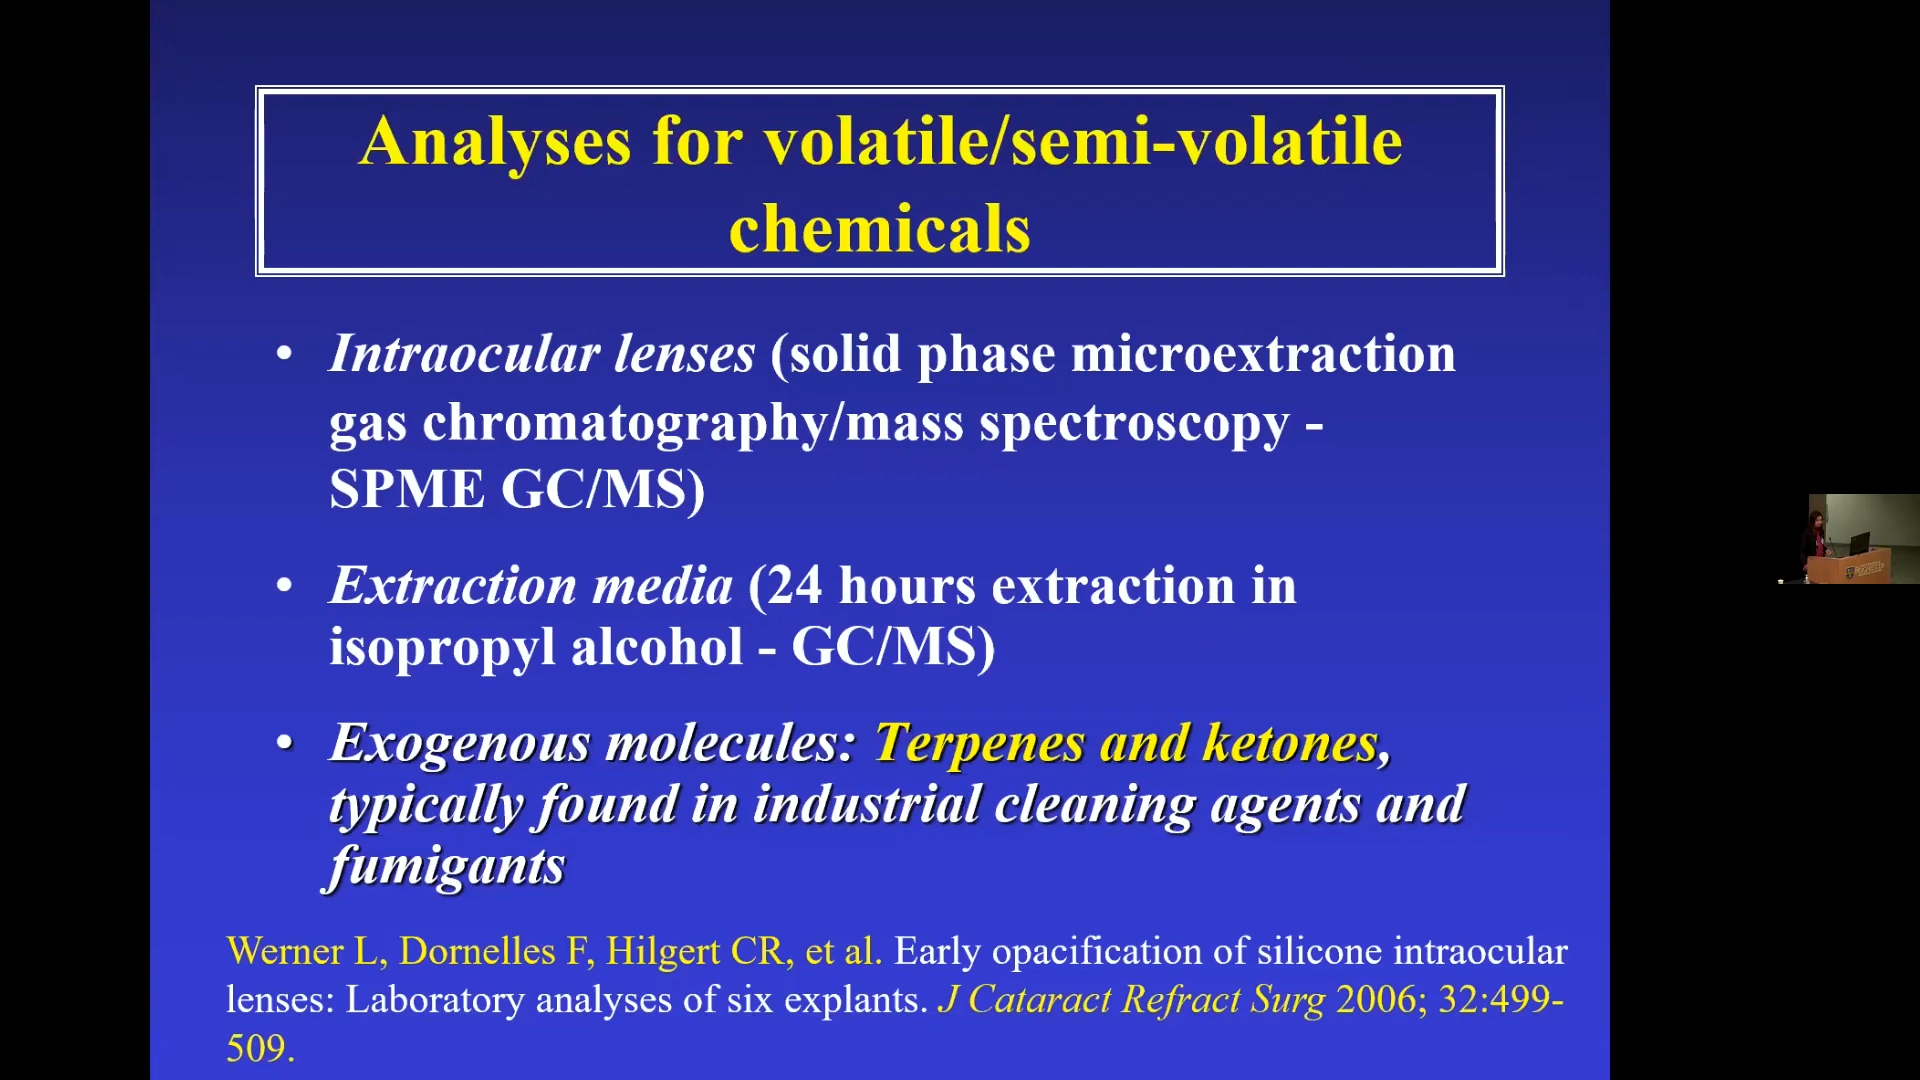 Analyses for volatile/semi-volatile
chemicals
• Intraocular lenses (solid phase microextraction
gas chromatography/mass spectroscopy -
SPME GC/MS)
• Extraction media (24 hours extraction in
isopropyl alcohol - GC/MS)
• Exogenous molecules: Terpenes and ketones,
typically found in industrial cleaning agents and
fumigants
Werner L, Dornelles F, Hilgert CR, et al. Early opacification of silicone intraocular
lenses: Laboratory analyses of six explants. J Cataract Refract Surg 2006; 32:499-
509.